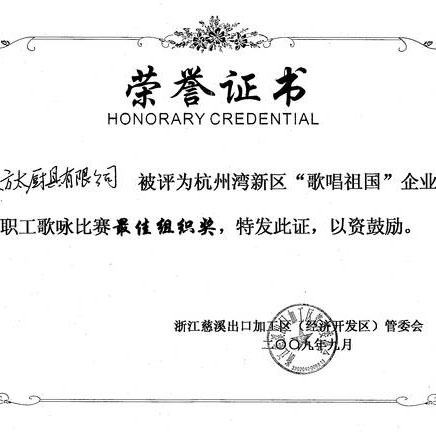 荣誉证书
HONORARY CREDENTIAL
方太厨具有限公司 被评为杭州湾新区“歌唱祖国”企业
职工歌咏比赛最佳组织奖，特发此证，以资鼓励。
浙江慈溪出口加工区（经济开发区）管委会
二〇〇九年九月